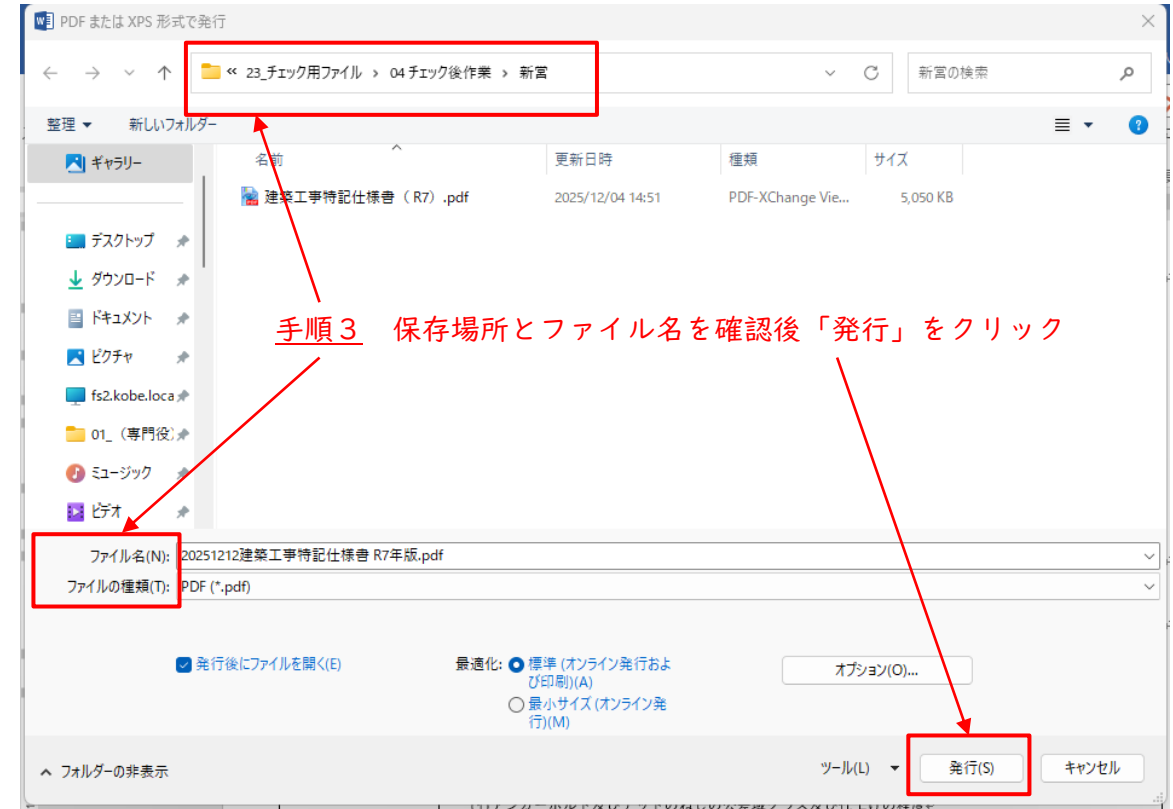 PDF または XPS 形式で発行
« 23_チェック用ファイル › 04 チェック後作業 › 新営
新営の検索
整理 新しいフォルダー
ギャラリー
名前 更新日時 種類 サイズ
建築工事特記仕様書（ R7）.pdf 2025/12/04 14:51 PDF-XChange Vie... 5,050 KB
デスクトップ
ダウンロード
ドキュメント
手順３　保存場所とファイル名を確認後「発行」をクリック
ピクチャ
fs2.kobe.loca
01_（専門役）
ミュージック
ビデオ
ファイル名(N): 20251212建築工事特記仕様書 R7年版.pdf
ファイルの種類(T): PDF (*.pdf)
発行後にファイルを開く(E)
最適化: 標準 (オンライン発行およ
び印刷)(A)
最小サイズ (オンライン発
行)(M)
オプション(O)...
フォルダーの非表示
ツール(L) 発行(S) キャンセル